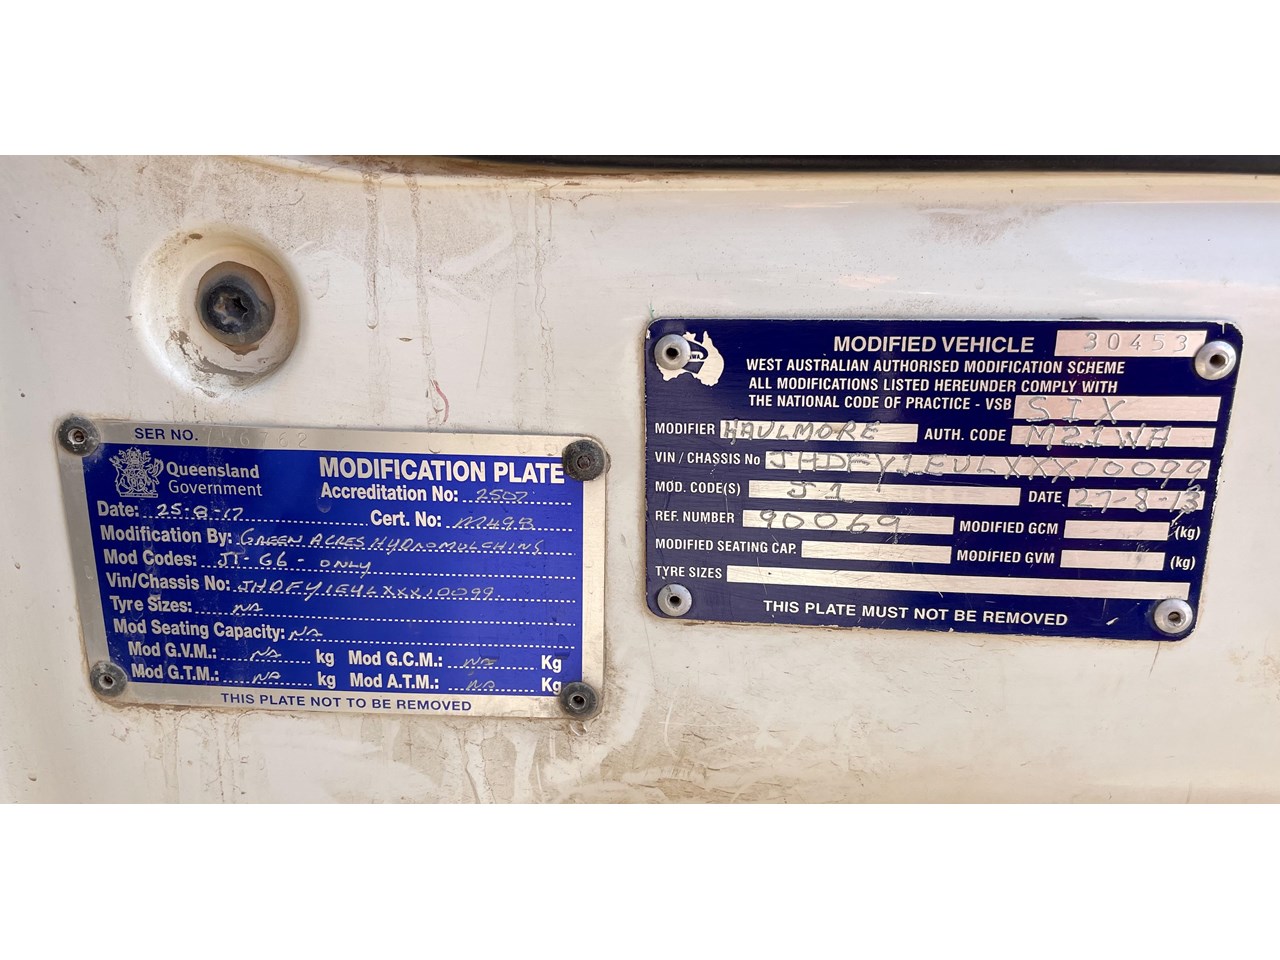 SER NO. 156762
Queensland
Government
MODIFICATION PLATE
Accreditation No: 2507
Date: 25-8-17 Cert. No: M49B
Modification By: GREEN ACRES HYDROMULCHING
Mod Codes: J1-G6-ONLY
Vin/Chassis No: JHDFY1EULXXX10099
Tyre Sizes: NA
Mod Seating Capacity: NA
Mod G.V.M.: NA kg Mod G.C.M.: NA Kg
Mod G.T.M.: NA kg Mod A.T.M.: NA Kg
THIS PLATE NOT TO BE REMOVED
MODIFIED VEHICLE 30453
WEST AUSTRALIAN AUTHORISED MODIFICATION SCHEME
ALL MODIFICATIONS LISTED HEREUNDER COMPLY WITH
THE NATIONAL CODE OF PRACTICE - VSB SIX
MODIFIER HAULMORE AUTH. CODE M21WA
VIN / CHASSIS No JHDFY1EULXXX10099
MOD. CODE(S) J1 DATE 27-8-13
REF. NUMBER 90069 MODIFIED GCM (kg)
MODIFIED SEATING CAP. MODIFIED GVM (kg)
TYRE SIZES
THIS PLATE MUST NOT BE REMOVED